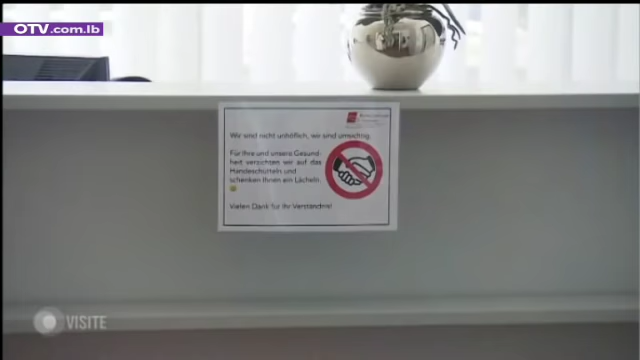 OTV.com.lb
Wir sind nicht unhöflich, wir sind umsichtig.
Für Ihre und unsere Gesund-
heit verzichten wir auf das
Händeschütteln und
schenken Ihnen ein Lächeln.
Vielen Dank für Ihr Verständnis!
VISITE